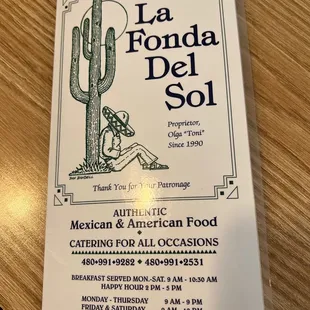 La
Fonda
Del
Sol
Proprietor,
Olga "Toni"
Since 1990
Thank You for Your Patronage
AUTHENTIC
Mexican & American Food
CATERING FOR ALL OCCASIONS
480•991•9282 ◆ 480•991•2531
BREAKFAST SERVED MON.-SAT. 9 AM - 10:30 AM
HAPPY HOUR 2 PM - 5 PM
MONDAY - THURSDAY 9 AM - 9 PM
FRIDAY & SATURDAY